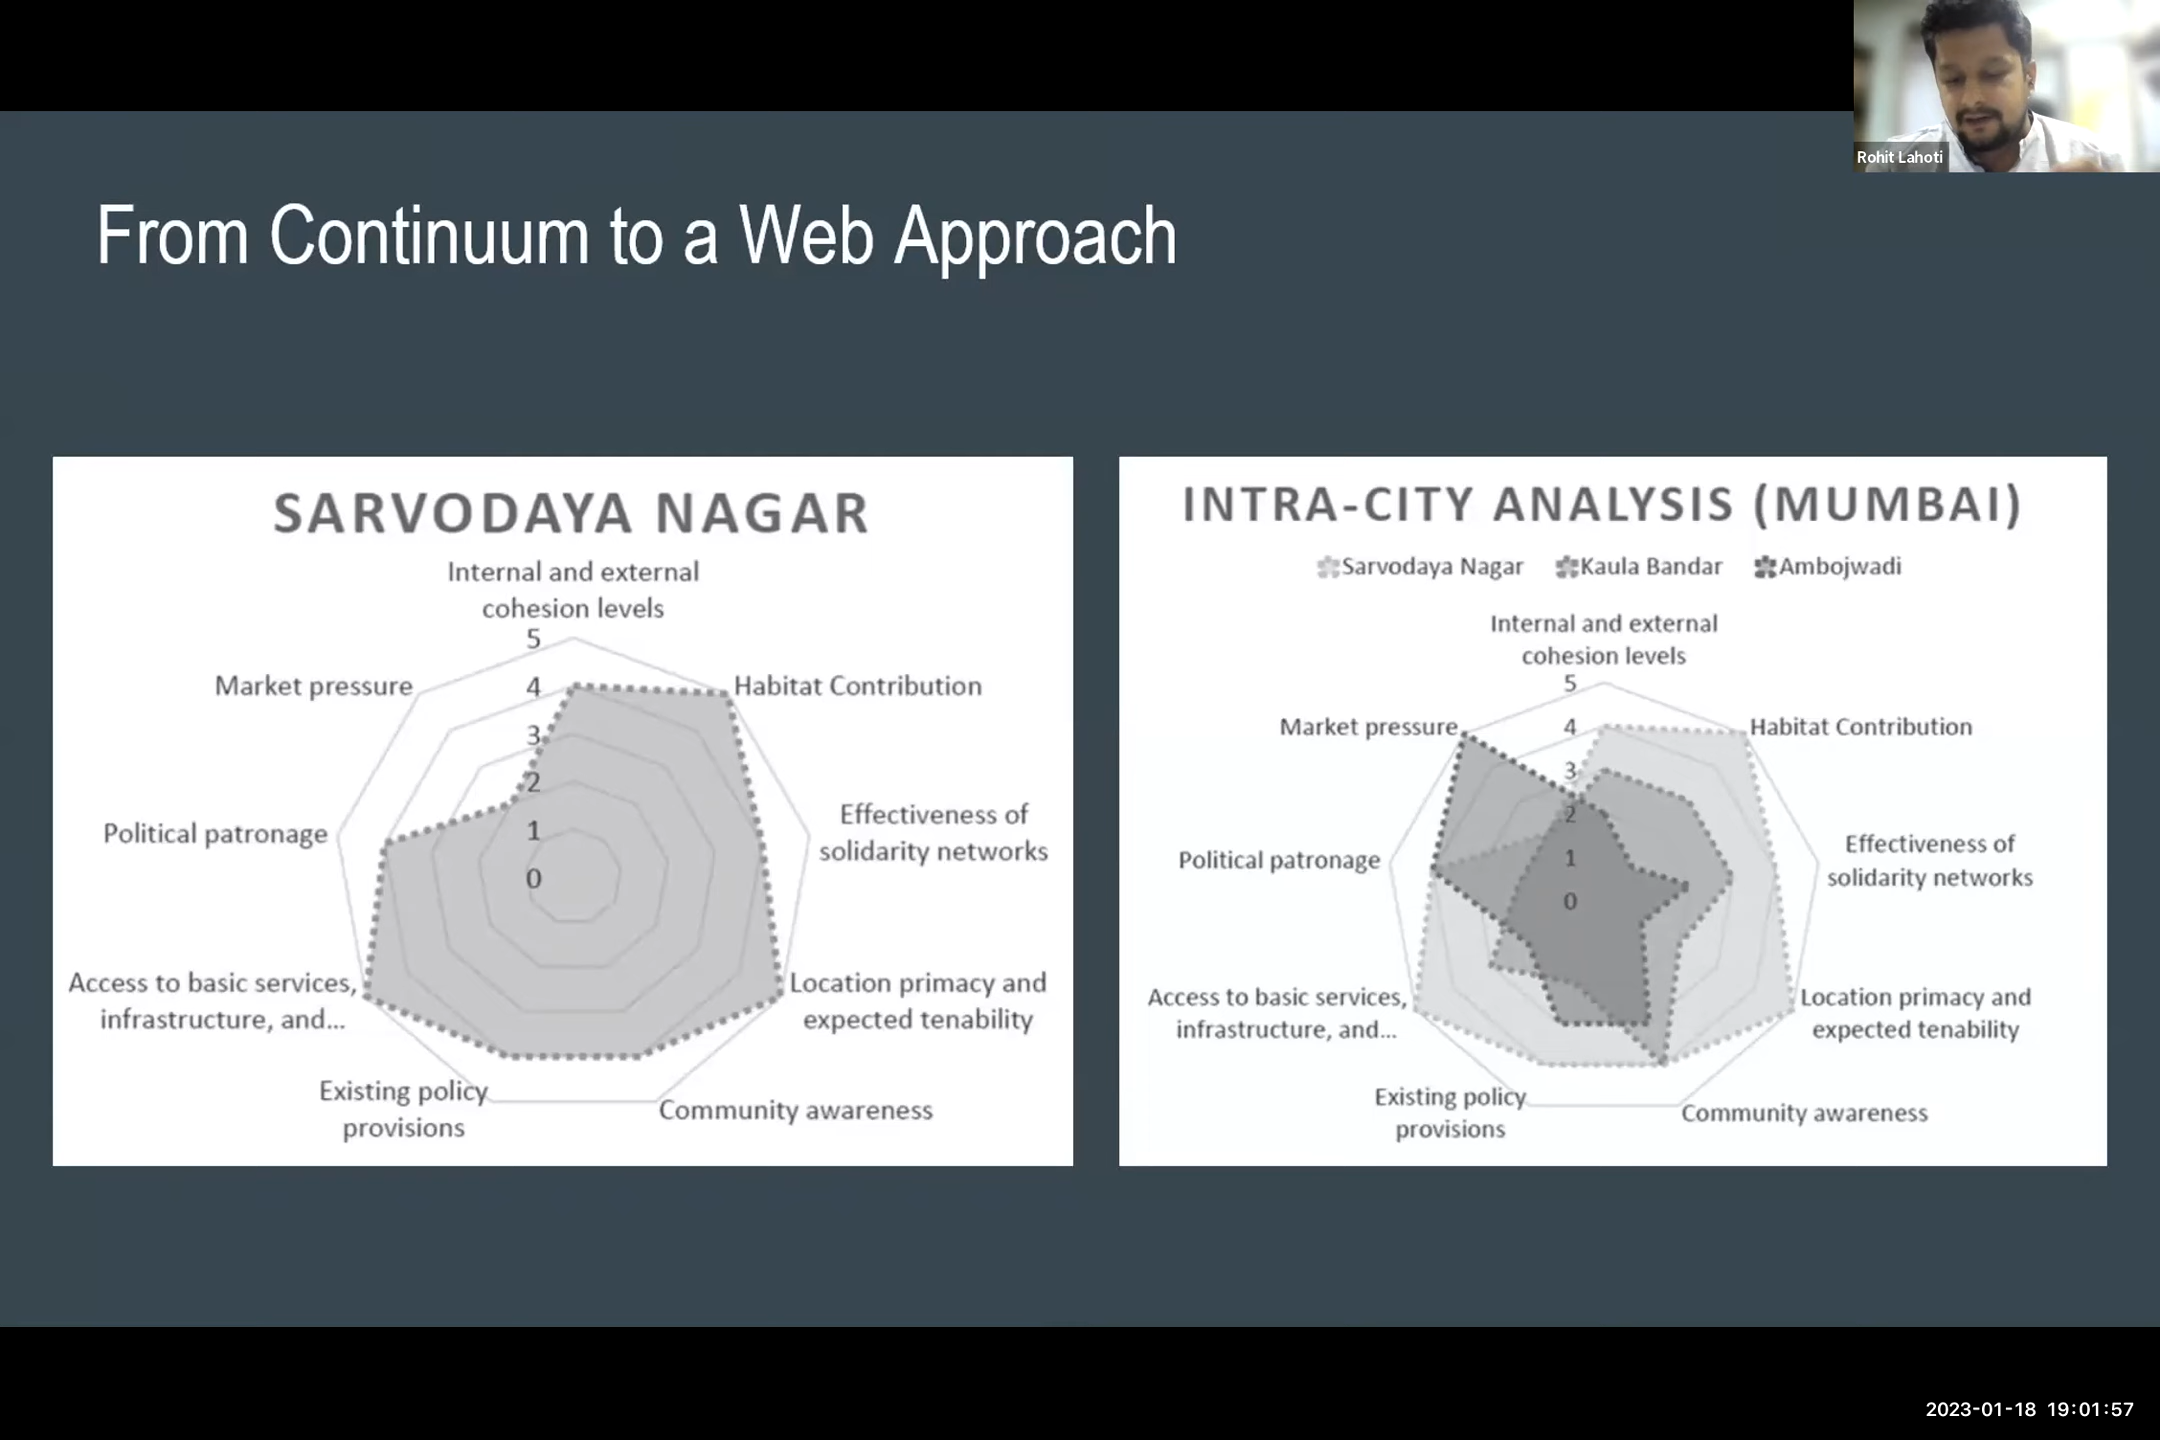 Rohit Lahoti
From Continuum to a Web Approach
SARVODAYA NAGAR
Internal and external
cohesion levels
5
4
3
2
1
0
Habitat Contribution
Effectiveness of
solidarity networks
Location primacy and
expected tenability
Community awareness
Existing policy
provisions
Access to basic services,
infrastructure, and...
Political patronage
Market pressure
INTRA-CITY ANALYSIS (MUMBAI)
Sarvodaya Nagar Kaula Bandar Ambojwadi
Internal and external
cohesion levels
5
4
3
2
1
0
Habitat Contribution
Effectiveness of
solidarity networks
Location primacy and
expected tenability
Community awareness
Existing policy
provisions
Access to basic services,
infrastructure, and...
Political patronage
Market pressure
2023-01-18 19:01:57